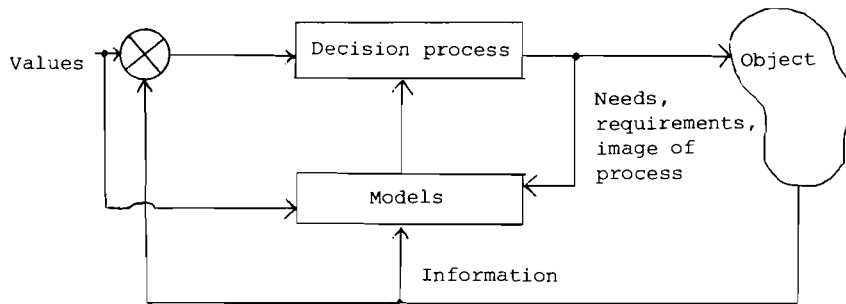 Values
Decision process
Object
Needs,
requirements,
image of
process
Models
Information